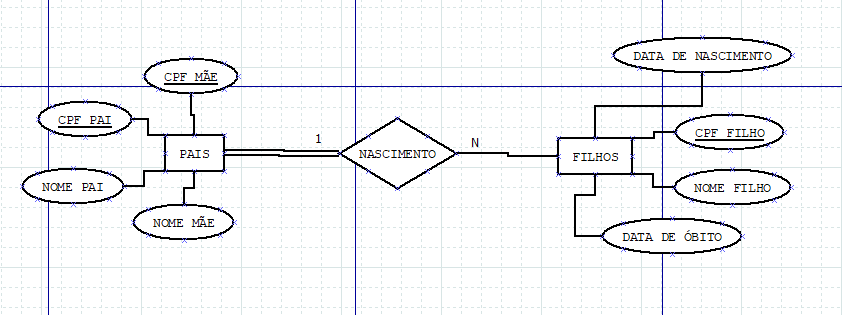 DATA DE NASCIMENTO
CPF MÃE
CPF PAI
CPF FILHO
1
N
PAIS
NASCIMENTO
FILHOS
NOME PAI
NOME FILHO
NOME MÃE
DATA DE ÓBITO